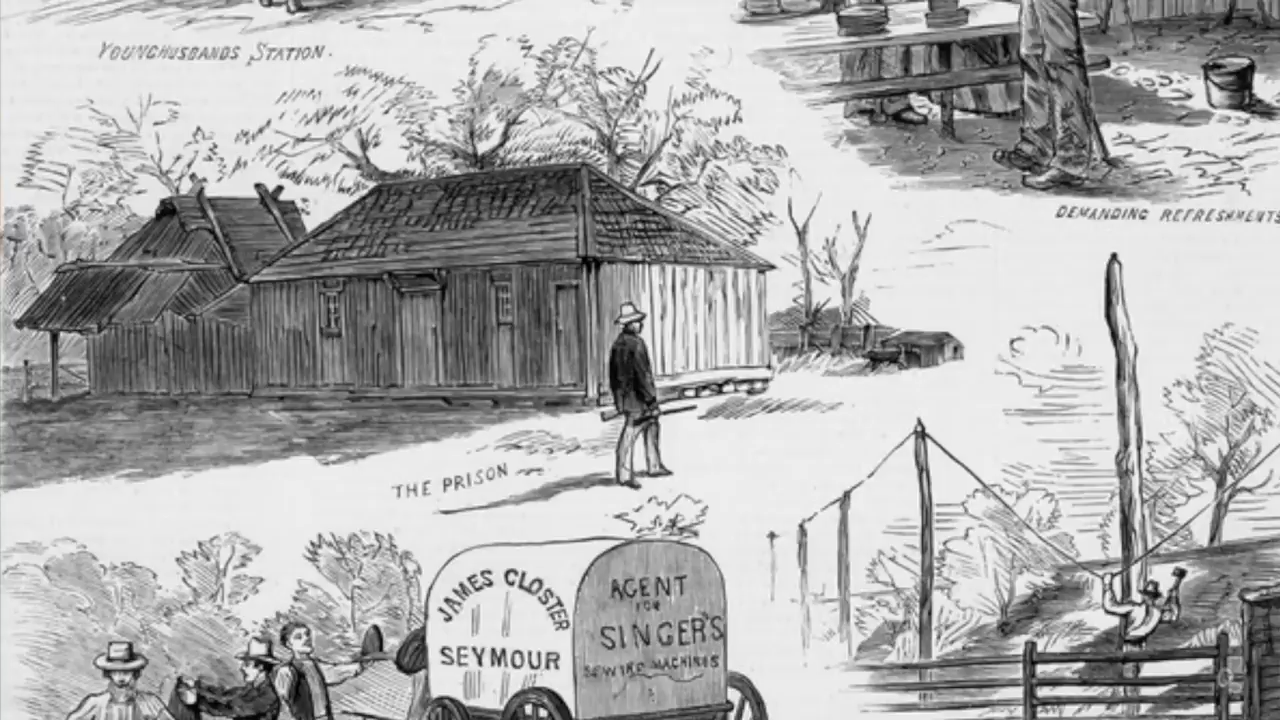 YOUNGHUSBANDS STATION.
DEMANDING REFRESHMENTS
THE PRISON
JAMES CLOSTER
SEYMOUR
AGENT
FOR
SINGER'S
SEWING MACHINES